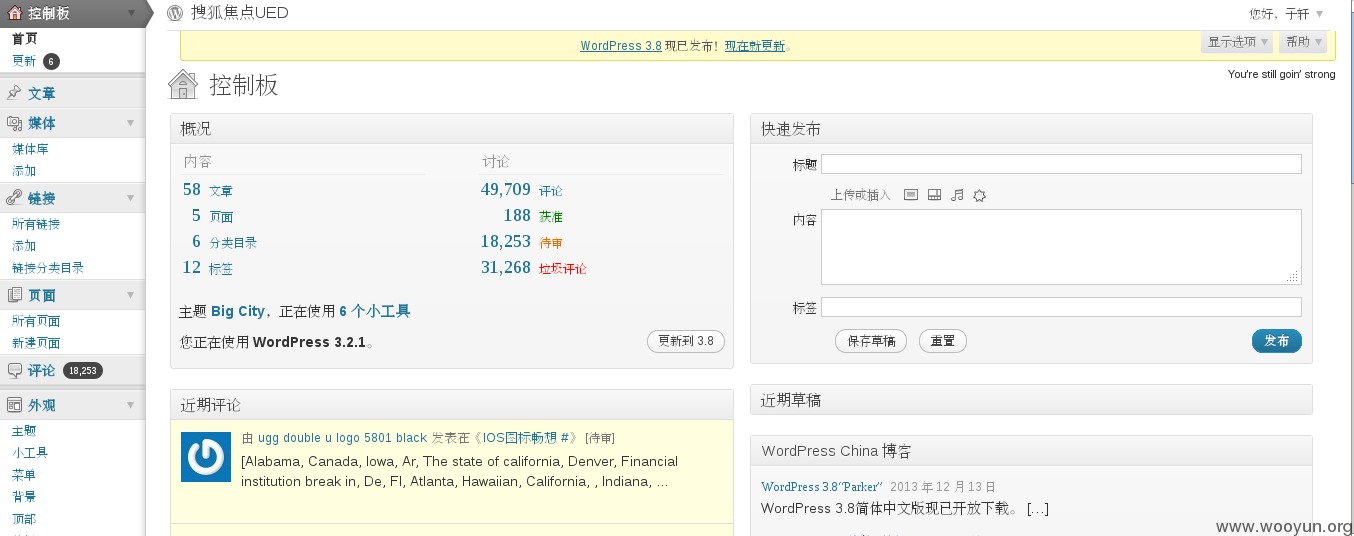 控制板
首页
更新 6
文章
媒体
媒体库
添加
链接
所有链接
添加
链接分类目录
页面
所有页面
新建页面
评论 18,253
外观
主题
小工具
菜单
背景
顶部
搜狐焦点UED
您好，子轩
WordPress 3.8 现已发布！现在就更新。
显示选项 帮助
You're still goin' strong
控制板
概况
内容 讨论
58 文章 49,709 评论
5 页面 188 获准
6 分类目录 18,253 待审
12 标签 31,268 垃圾评论
主题 Big City，正在使用 6 个小工具
您正在使用 WordPress 3.2.1。 更新到 3.8
近期评论
由 ugg double u logo 5801 black 发表在《IOS图标畅想 #》 [待审]
[Alabama, Canada, Iowa, Ar, The state of california, Denver, Financial
institution break in, De, Fl, Atlanta, Hawaiian, California, , Indiana, ...
快速发布
标题
上传或插入
内容
标签
保存草稿 重置 发布
近期草稿
WordPress China 博客
WordPress 3.8"Parker" 2013 年 12 月 13 日
WordPress 3.8简体中文版现已开放下载。 [...]
www.wooyun.org